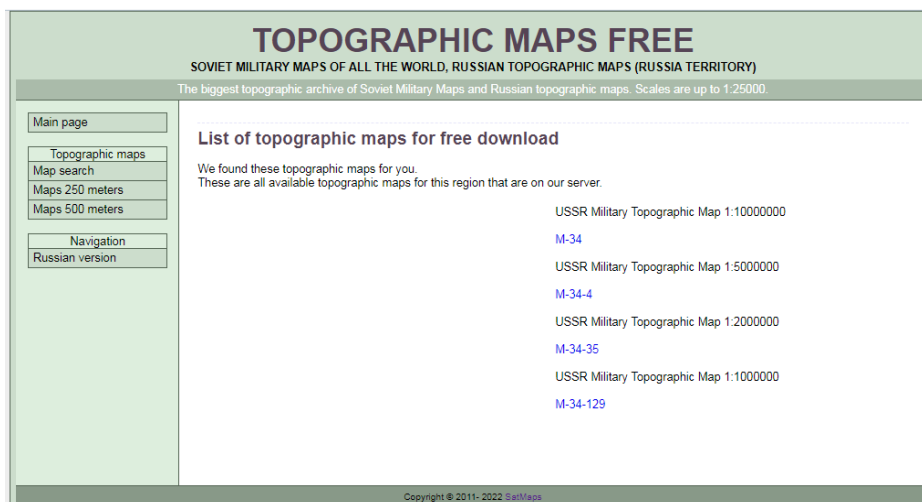 TOPOGRAPHIC MAPS FREE
SOVIET MILITARY MAPS OF ALL THE WORLD, RUSSIAN TOPOGRAPHIC MAPS (RUSSIA TERRITORY)
The biggest topographic archive of Soviet Military Maps and Russian topographic maps. Scales are up to 1:25000.
Main page
Topographic maps
Map search
Maps 250 meters
Maps 500 meters
Navigation
Russian version
List of topographic maps for free download
We found these topographic maps for you.
These are all available topographic maps for this region that are on our server.
USSR Military Topographic Map 1:10000000
M-34
USSR Military Topographic Map 1:5000000
M-34-4
USSR Military Topographic Map 1:2000000
M-34-35
USSR Military Topographic Map 1:1000000
M-34-129
Copyright © 2011- 2022 SatMaps